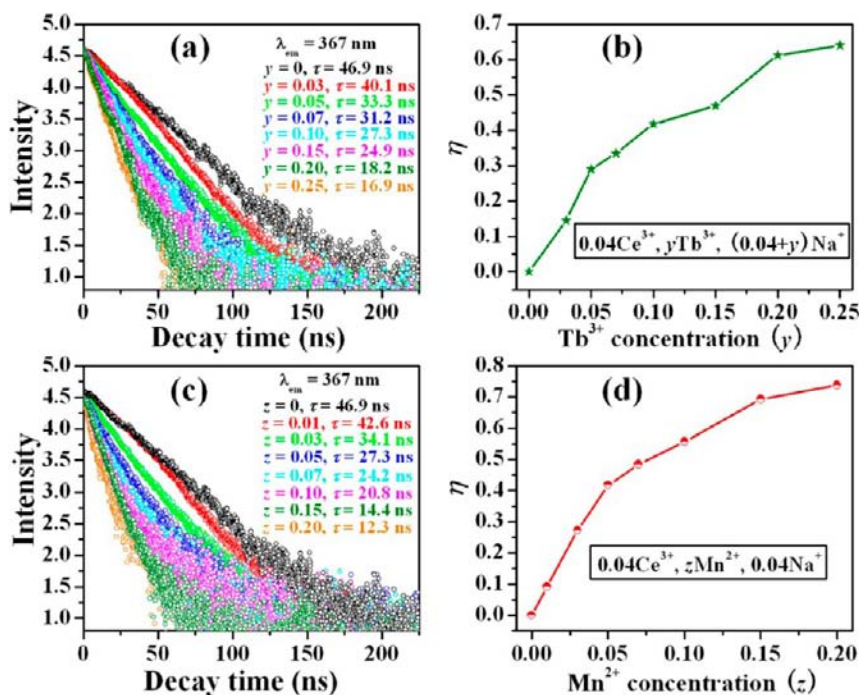 (a)
λem = 367 nm
y = 0, τ = 46.9 ns
y = 0.03, τ = 40.1 ns
y = 0.05, τ = 33.3 ns
y = 0.07, τ = 31.2 ns
y = 0.10, τ = 27.3 ns
y = 0.15, τ = 24.9 ns
y = 0.20, τ = 18.2 ns
y = 0.25, τ = 16.9 ns
5.0
4.5
4.0
3.5
3.0
2.5
2.0
1.5
1.0
Intensity
0 50 100 150 200
Decay time (ns)
(b)
0.8
0.7
0.6
0.5
0.4
0.3
0.2
0.1
0.0
η
0.04Ce³⁺, yTb³⁺, (0.04+y)Na⁺
0.00 0.05 0.10 0.15 0.20 0.25
Tb³⁺ concentration (y)
(c)
λem = 367 nm
z = 0, τ = 46.9 ns
z = 0.01, τ = 42.6 ns
z = 0.03, τ = 34.1 ns
z = 0.05, τ = 27.3 ns
z = 0.07, τ = 24.2 ns
z = 0.10, τ = 20.8 ns
z = 0.15, τ = 14.4 ns
z = 0.20, τ = 12.3 ns
5.0
4.5
4.0
3.5
3.0
2.5
2.0
1.5
1.0
Intensity
0 50 100 150 200
Decay time (ns)
(d)
0.8
0.7
0.6
0.5
0.4
0.3
0.2
0.1
0.0
η
0.04Ce³⁺, zMn²⁺, 0.04Na⁺
0.00 0.05 0.10 0.15 0.20
Mn²⁺ concentration (z)